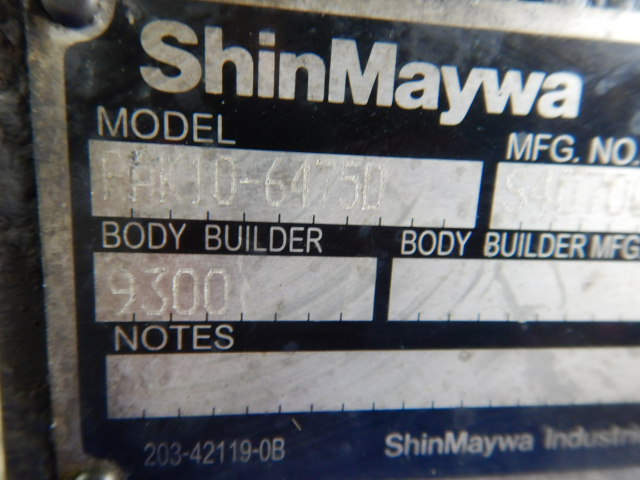 ShinMaywa
MODEL
MFG. NO.
BODY BUILDER
BODY BUILDER MFG
9300
NOTES
203-42119-0B
ShinMaywa Industri